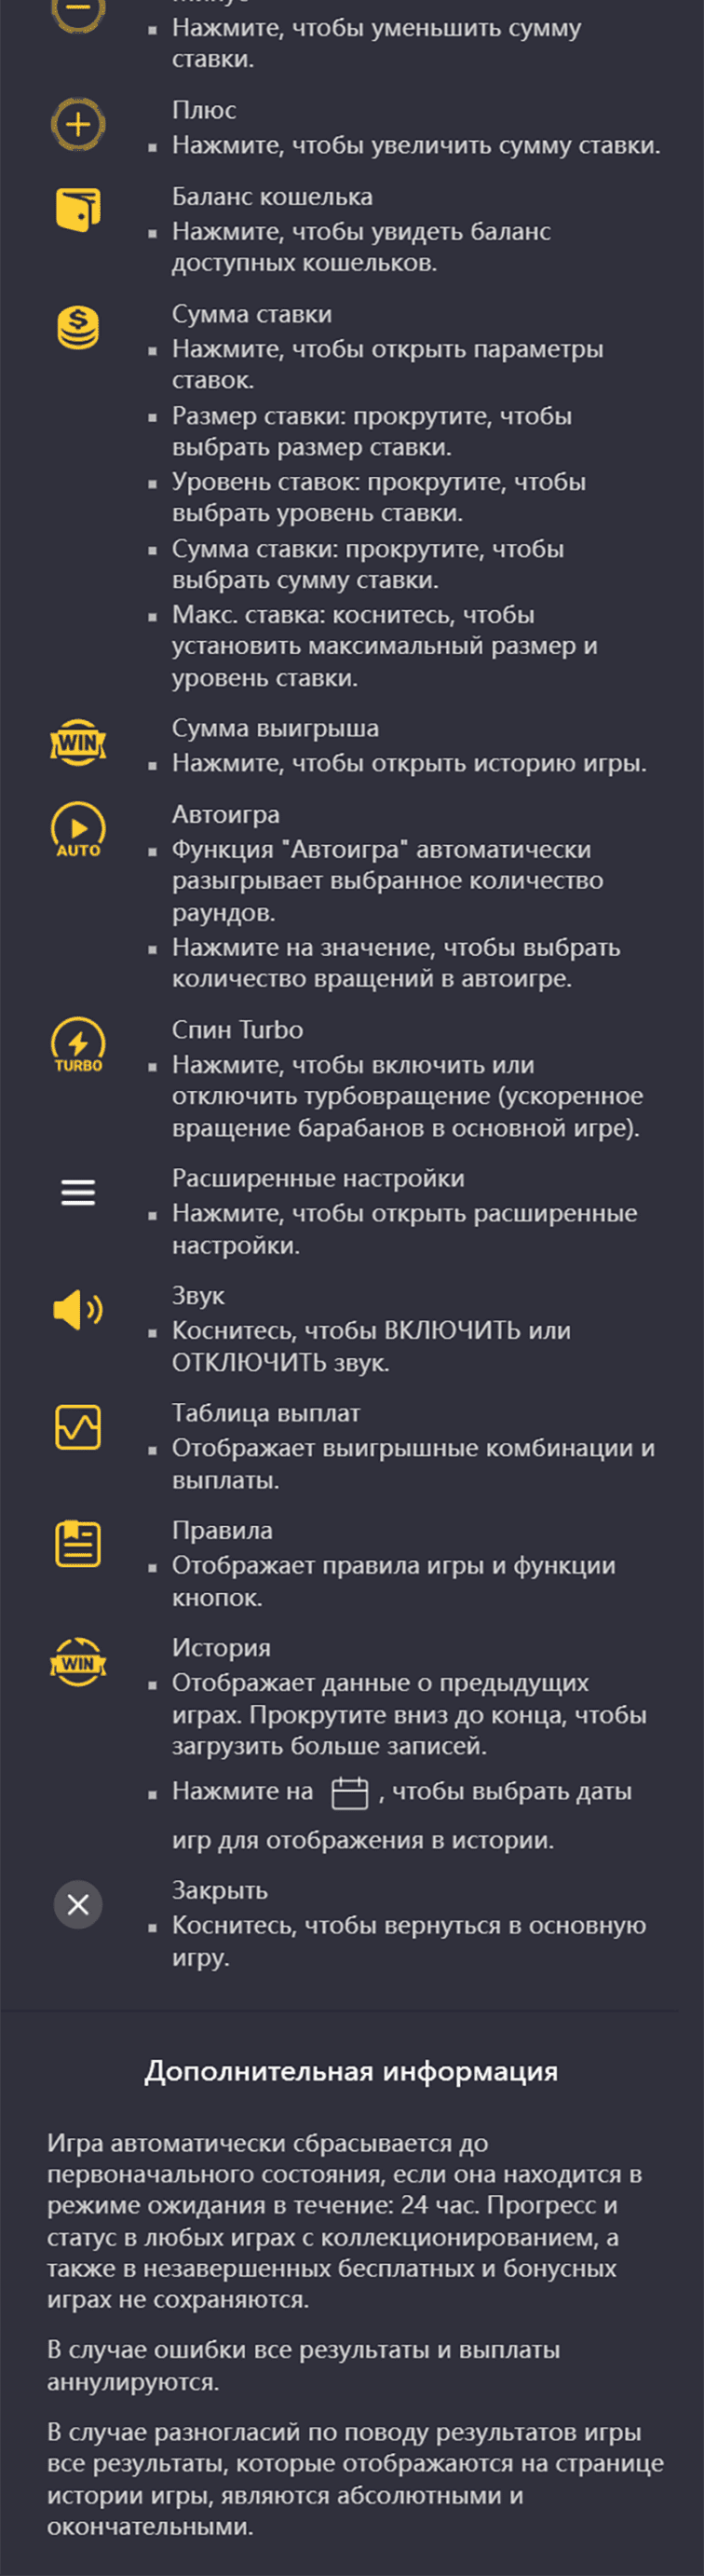 Минус
Нажмите, чтобы уменьшить сумму
ставки.
Плюс
Нажмите, чтобы увеличить сумму ставки.
Баланс кошелька
Нажмите, чтобы увидеть баланс
доступных кошельков.
Сумма ставки
Нажмите, чтобы открыть параметры
ставок.
Размер ставки: прокрутите, чтобы
выбрать размер ставки.
Уровень ставок: прокрутите, чтобы
выбрать уровень ставки.
Сумма ставки: прокрутите, чтобы
выбрать сумму ставки.
Макс. ставка: коснитесь, чтобы
установить максимальный размер и
уровень ставки.
WIN
Сумма выигрыша
Нажмите, чтобы открыть историю игры.
AUTO
Автоигра
Функция "Автоигра" автоматически
разыгрывает выбранное количество
раундов.
Нажмите на значение, чтобы выбрать
количество вращений в автоигре.
TURBO
Спин Turbo
Нажмите, чтобы включить или
отключить турбовращение (ускоренное
вращение барабанов в основной игре).
Расширенные настройки
Нажмите, чтобы открыть расширенные
настройки.
Звук
Коснитесь, чтобы ВКЛЮЧИТЬ или
ОТКЛЮЧИТЬ звук.
Таблица выплат
Отображает выигрышные комбинации и
выплаты.
Правила
Отображает правила игры и функции
кнопок.
WIN
История
Отображает данные о предыдущих
играх. Прокрутите вниз до конца, чтобы
загрузить больше записей.
Нажмите на , чтобы выбрать даты
игр для отображения в истории.
Закрыть
Коснитесь, чтобы вернуться в основную
игру.
Дополнительная информация
Игра автоматически сбрасывается до
первоначального состояния, если она находится в
режиме ожидания в течение: 24 час. Прогресс и
статус в любых играх с коллекционированием, а
также в незавершенных бесплатных и бонусных
играх не сохраняются.
В случае ошибки все результаты и выплаты
аннулируются.
В случае разногласий по поводу результатов игры
все результаты, которые отображаются на странице
истории игры, являются абсолютными и
окончательными.